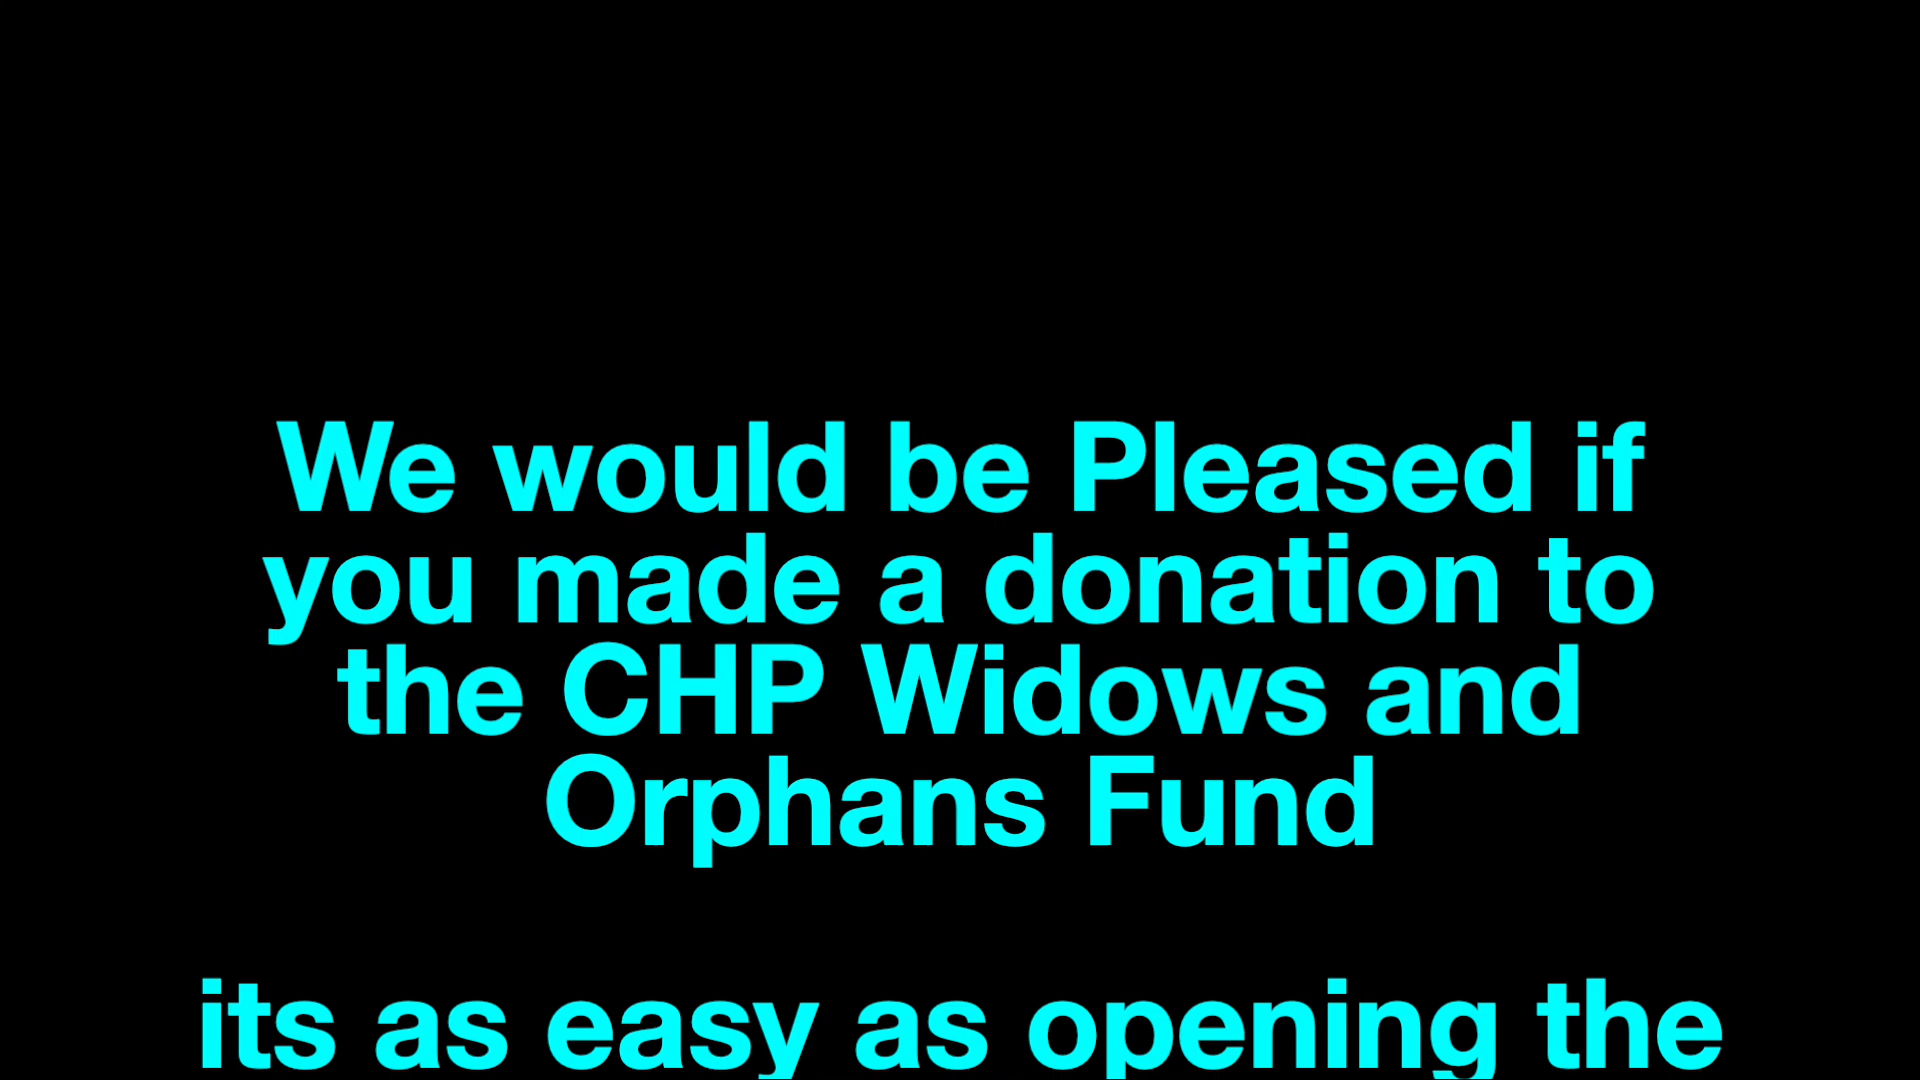 We would be Pleased if
you made a donation to
the CHP Widows and
Orphans Fund
its as easy as opening the